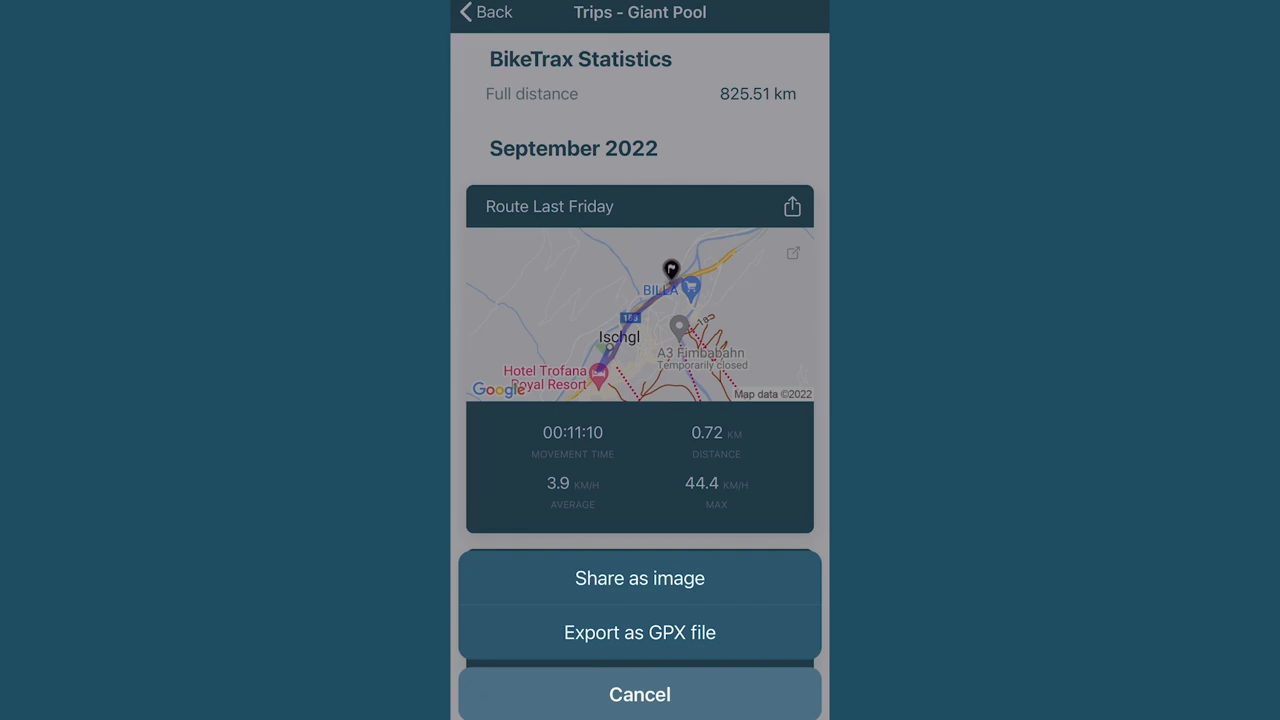 Back
Trips - Giant Pool
BikeTrax Statistics
Full distance
825.51 km
September 2022
Route Last Friday
BILLA
188
Ischgl
A3 Fimbabahn
Temporarily closed
Hotel Trofana
Royal Resort
1a
Google
Map data ©2022
00:11:10
MOVEMENT TIME
0.72 KM
DISTANCE
3.9 KM/H
AVERAGE
44.4 KM/H
MAX
Share as image
Export as GPX file
Cancel